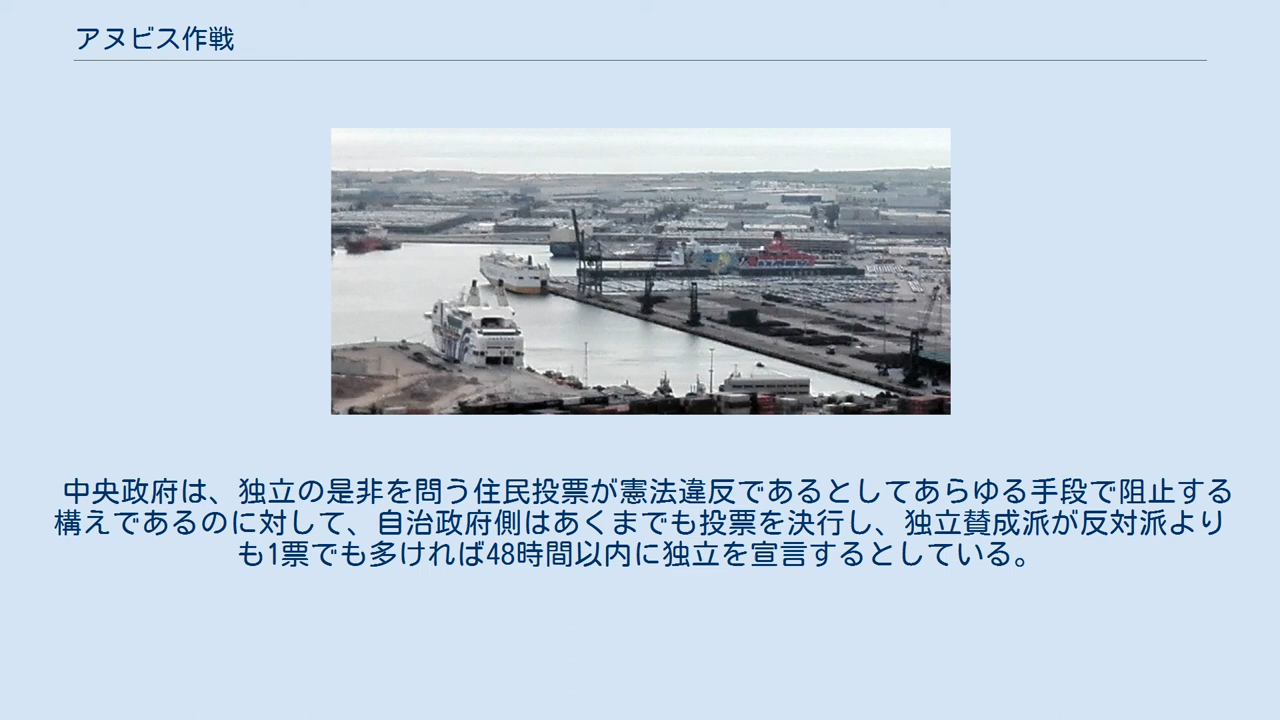 アヌビス作戦
中央政府は、独立の是非を問う住民投票が憲法違反であるとしてあらゆる手段で阻止する
構えであるのに対して、自治政府側はあくまでも投票を決行し、独立賛成派が反対派より
も1票でも多ければ48時間以内に独立を宣言するとしている。